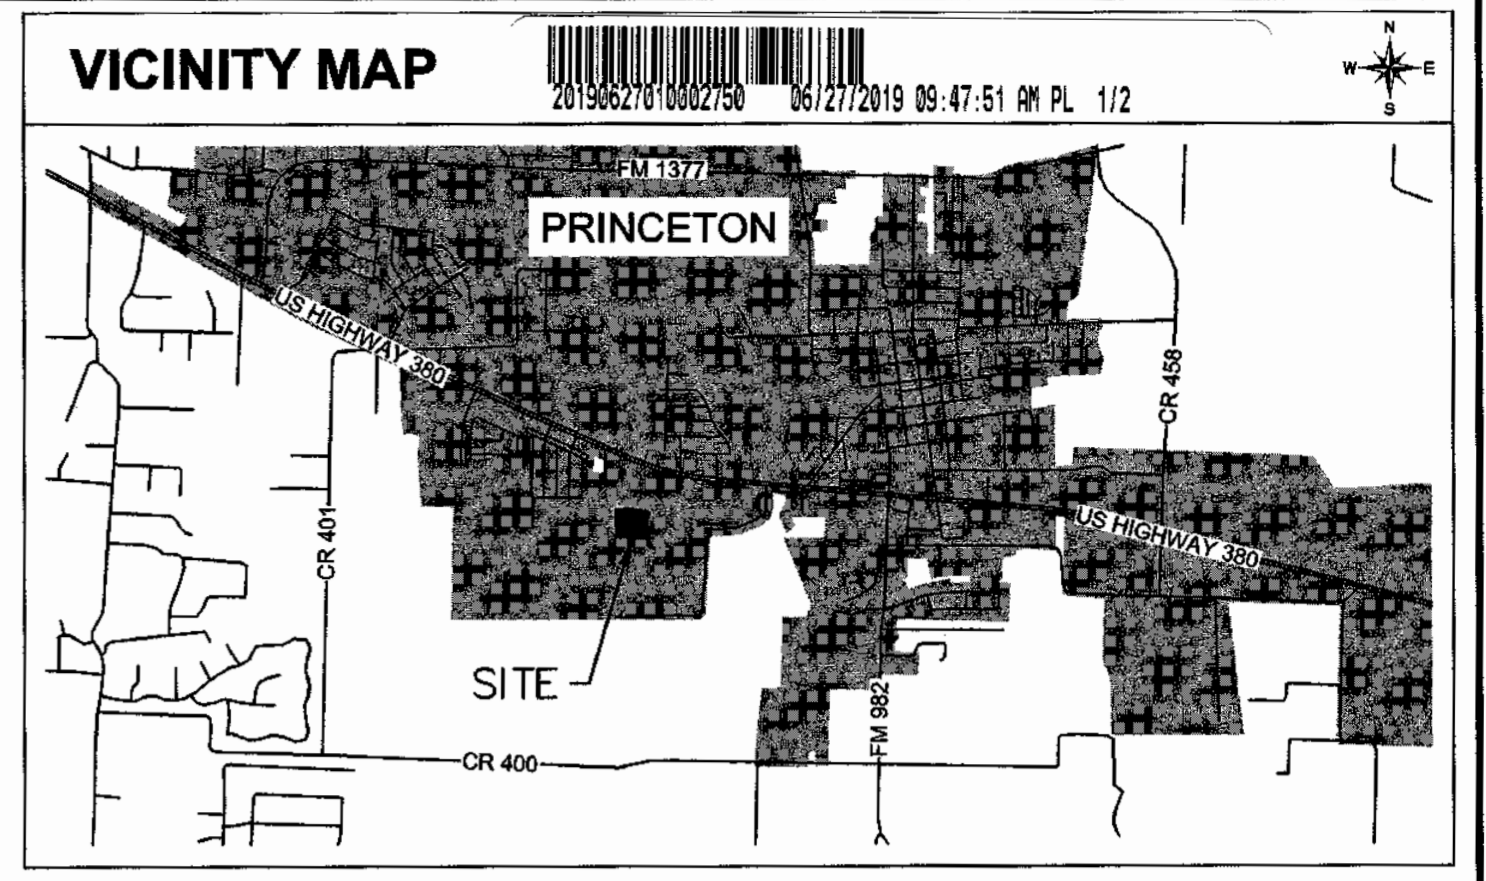 VICINITY MAP
20190627010002750 06/27/2019 09:47:51 AM PL 1/2
N
W E
S
FM 1377
PRINCETON
US HIGHWAY 380
CR 458
CR 401
US HIGHWAY 380
SITE
FM 982
CR 400